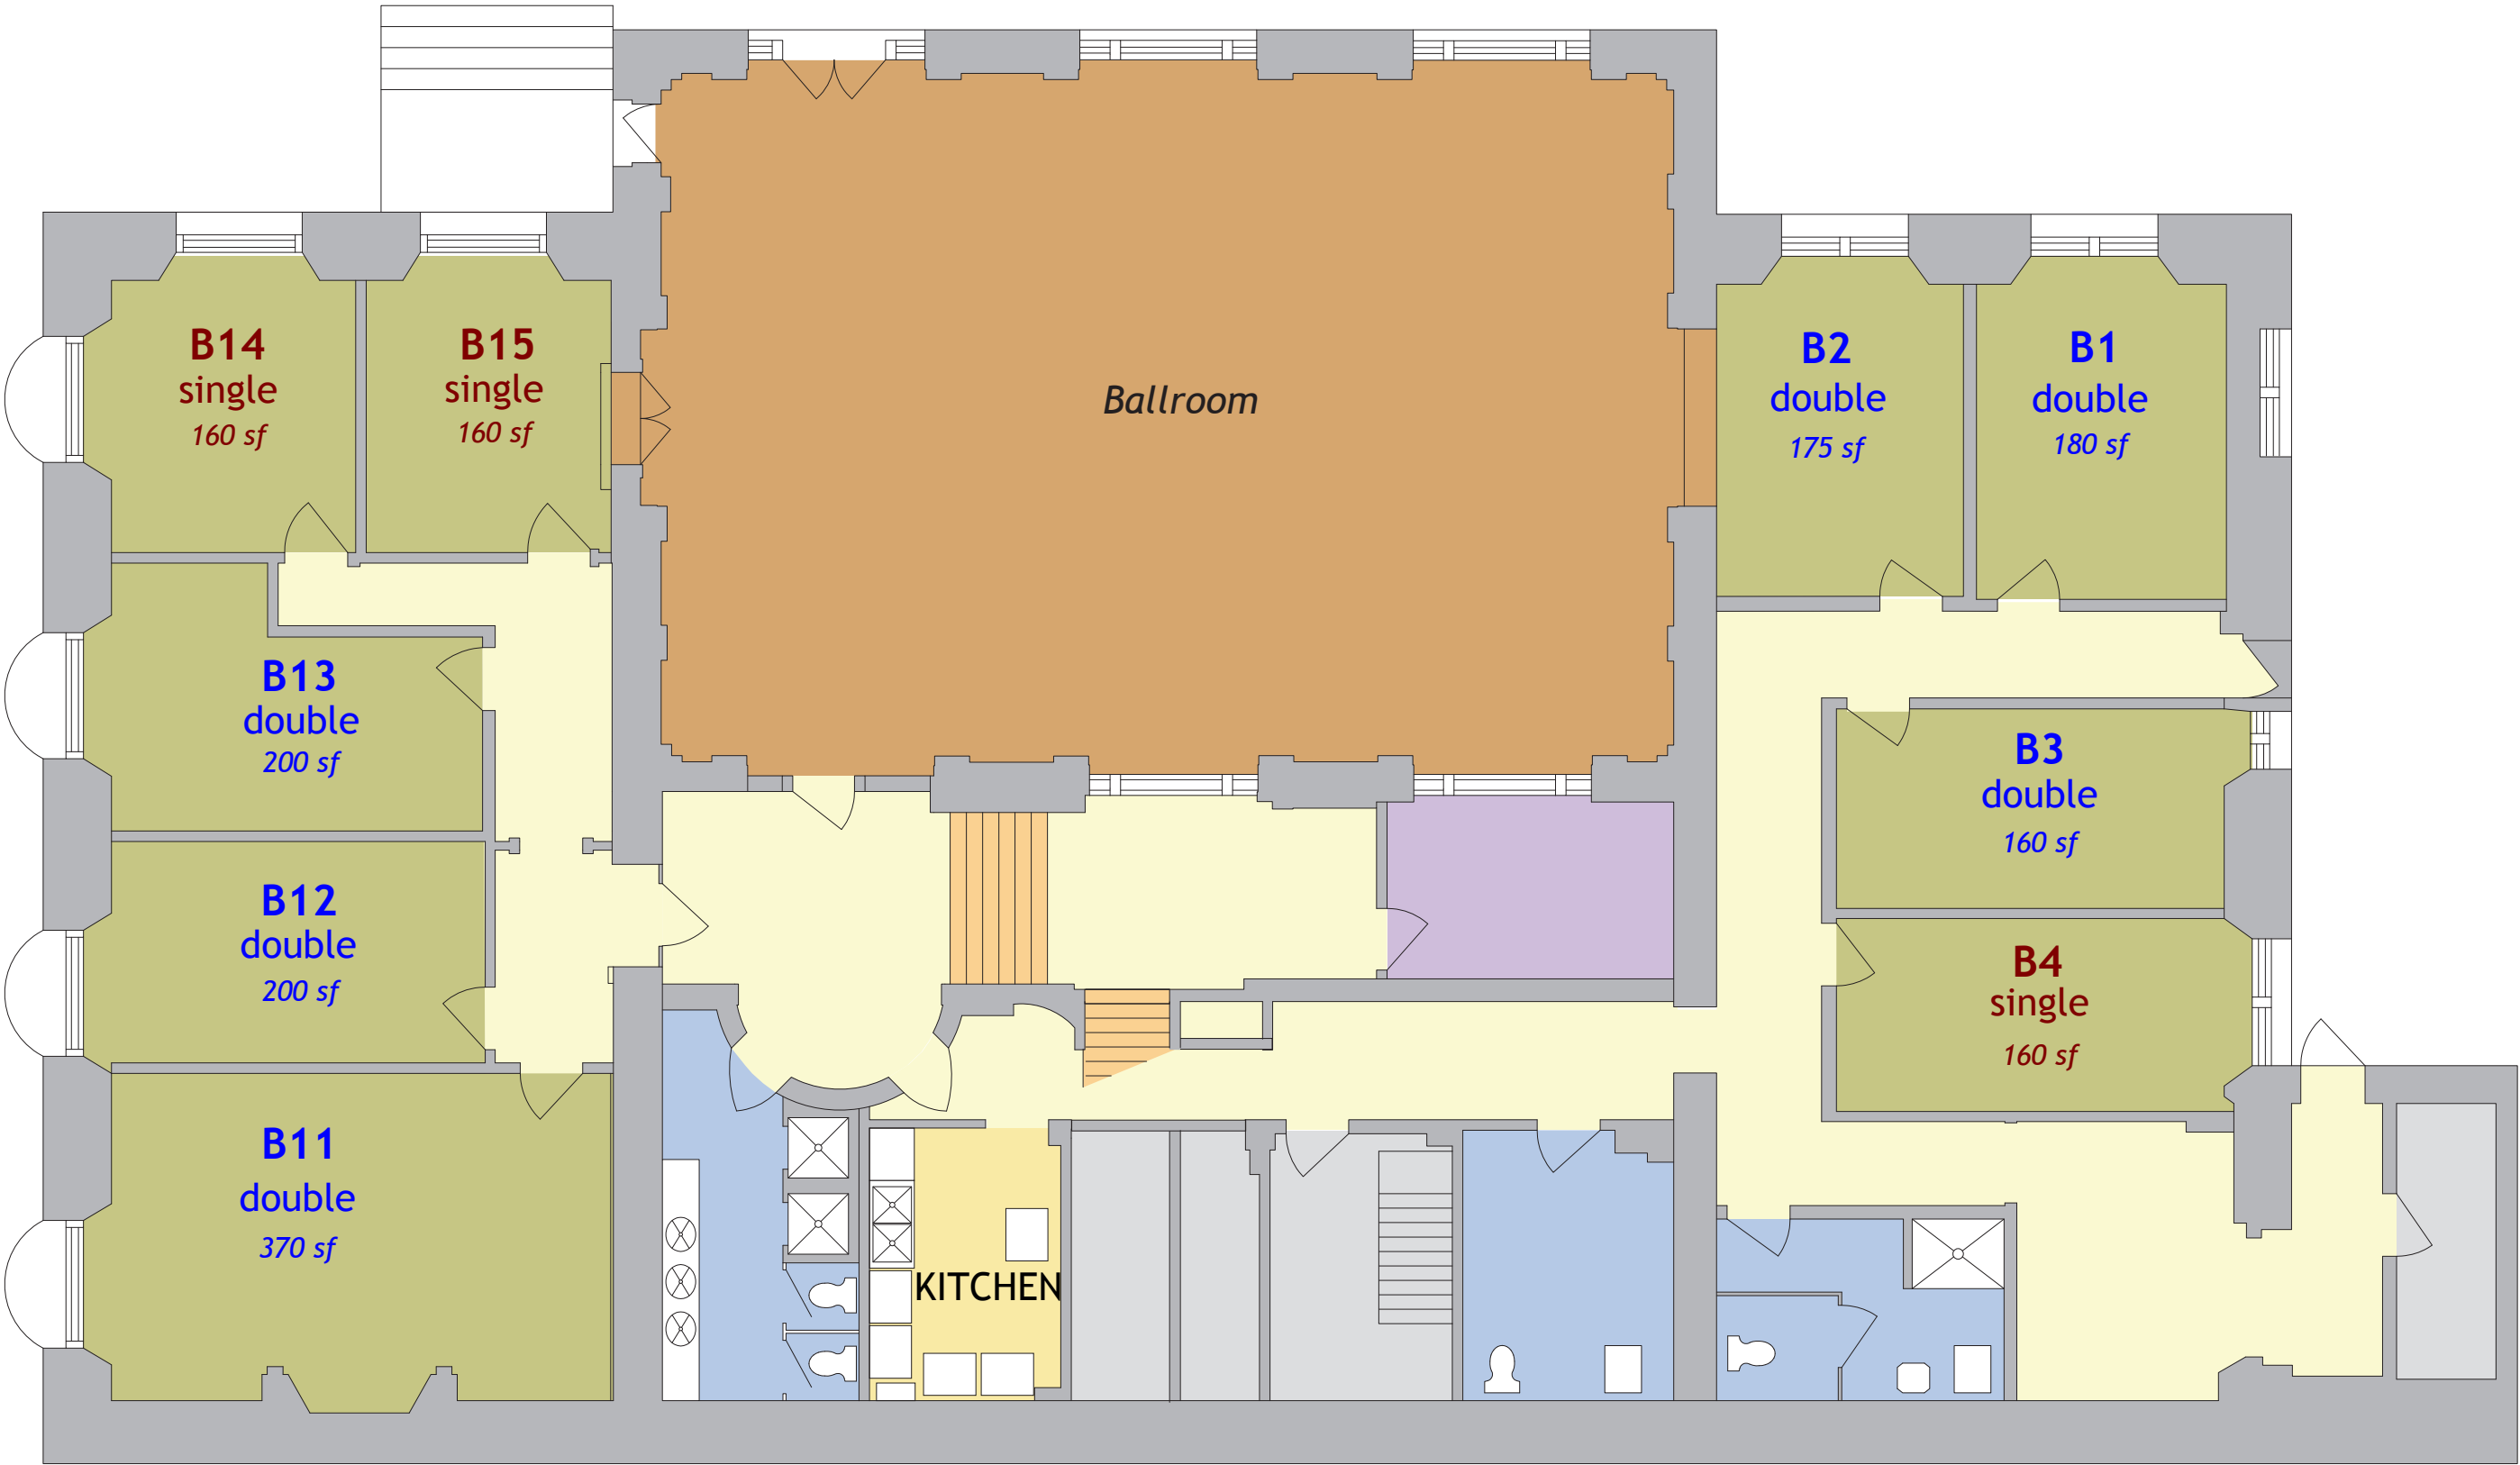 Ballroom
B14
single
160 sf
B15
single
160 sf
B2
double
175 sf
B1
double
180 sf
B13
double
200 sf
B3
double
160 sf
B12
double
200 sf
B4
single
160 sf
B11
double
370 sf
KITCHEN